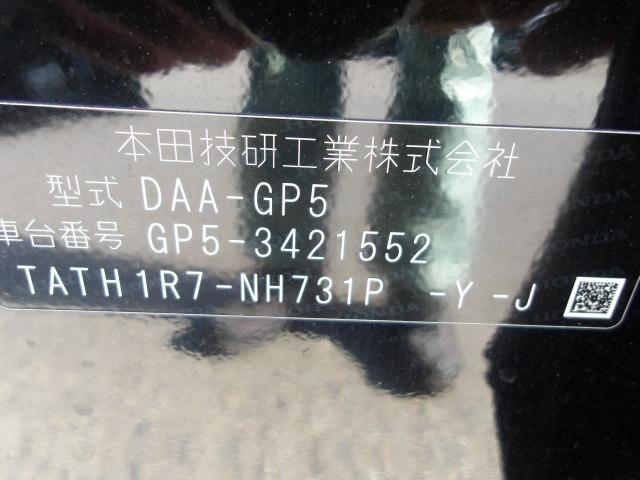 本田技研工業株式会社
型式 DAA-GP5
車台番号 GP5-3421552
TATH1R7-NH731P -Y -J